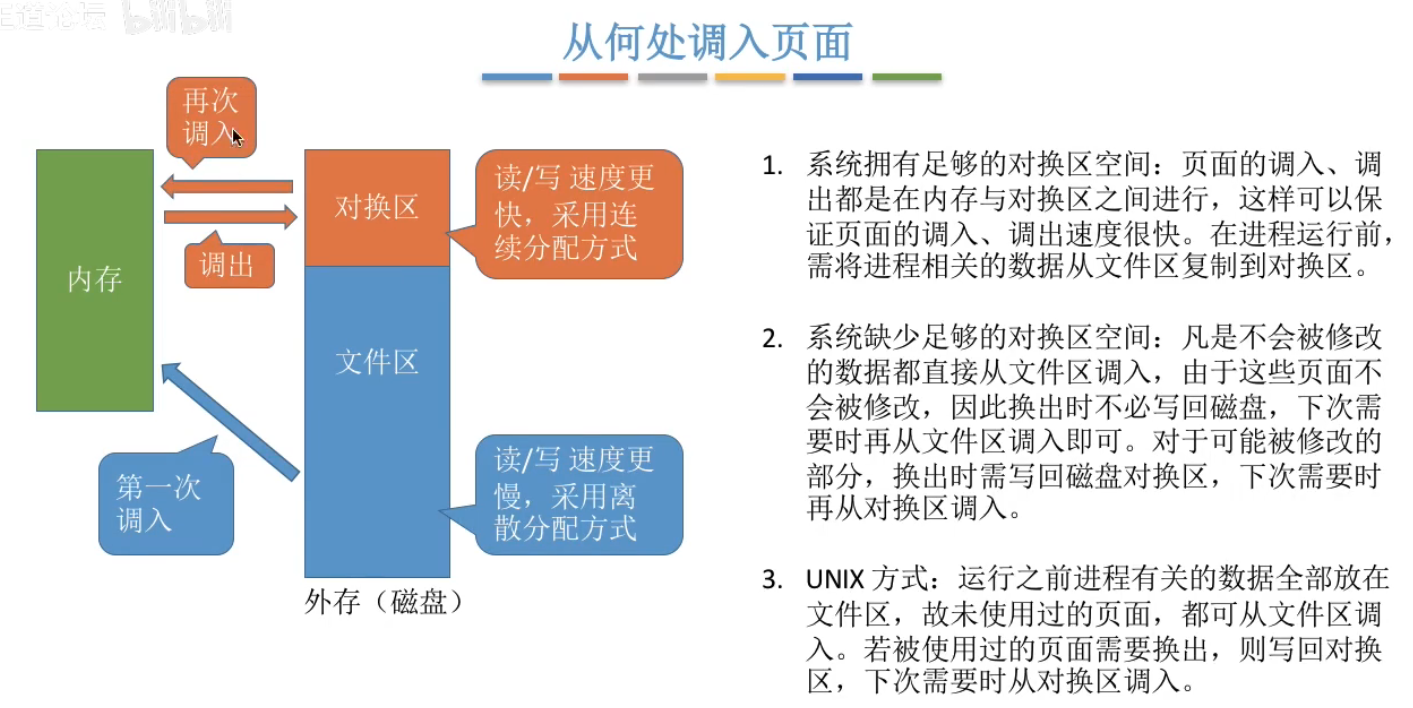 王道论坛 bilibili
从何处调入页面
再次
调入
对换区
读/写 速度更
快，采用连
续分配方式
调出
内存
文件区
第一次
调入
读/写 速度更
慢，采用离
散分配方式
外存（磁盘）
1. 系统拥有足够的对换区空间：页面的调入、调
出都是在内存与对换区之间进行，这样可以保
证页面的调入、调出速度很快。在进程运行前，
需将进程相关的数据从文件区复制到对换区。
2. 系统缺少足够的对换区空间：凡是不会被修改
的数据都直接从文件区调入，由于这些页面不
会被修改，因此换出时不必写回磁盘，下次需
要时再从文件区调入即可。对于可能被修改的
部分，换出时需写回磁盘对换区，下次需要时
再从对换区调入。
3. UNIX 方式：运行之前进程有关的数据全部放在
文件区，故未使用过的页面，都可从文件区调
入。若被使用过的页面需要换出，则写回对换
区，下次需要时从对换区调入。